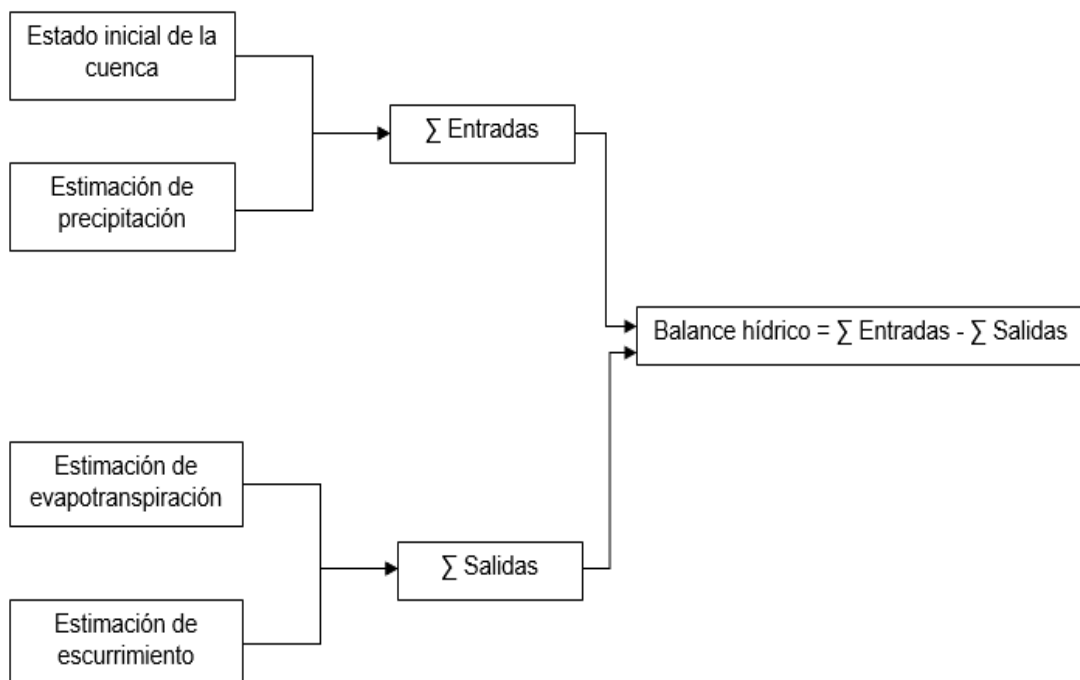 Estado inicial de la
cuenca
Estimación de
precipitación
∑ Entradas
Balance hídrico = ∑ Entradas - ∑ Salidas
Estimación de
evapotranspiración
∑ Salidas
Estimación de
escurrimiento